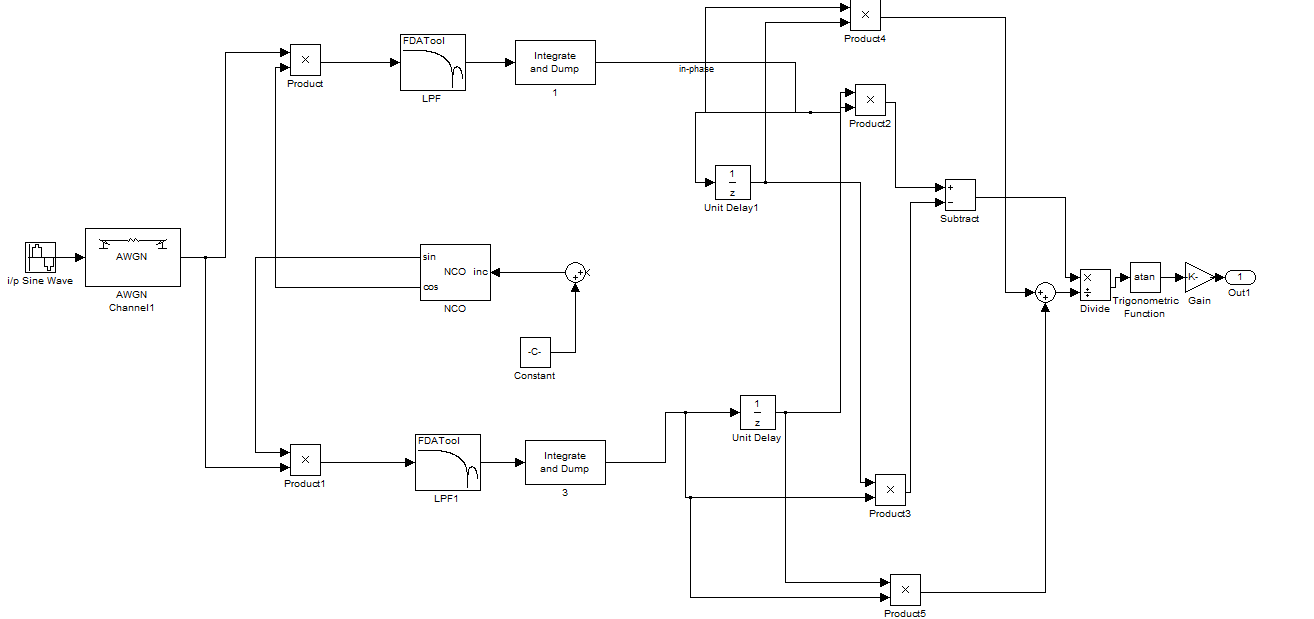 Product4
FDATool
LPF
Integrate
and Dump
1
in-phase
Product
Product2
1
z
Unit Delay1
+
−
Subtract
i/p Sine Wave
AWGN
AWGN
Channel1
sin
cos
NCO
inc
NCO
+
+
-C-
Constant
+
+
×
÷
Divide
atan
Trigonometric
Function
-K-
Gain
1
Out1
1
z
Unit Delay
Product1
FDATool
LPF1
Integrate
and Dump
3
Product3
Product5